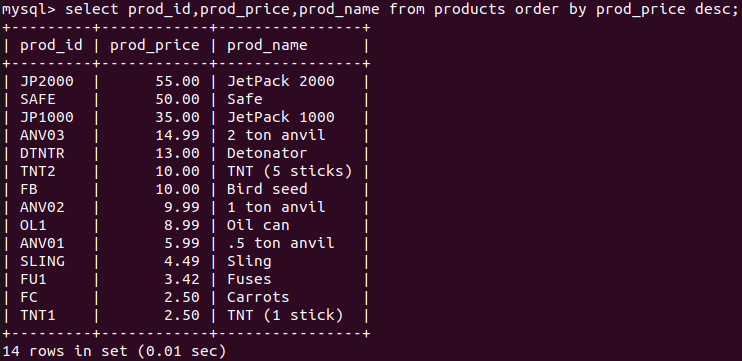 mysql> select prod_id,prod_price,prod_name from products order by prod_price desc;
+---------+------------+----------------+
| prod_id | prod_price | prod_name      |
+---------+------------+----------------+
| JP2000  |      55.00 | JetPack 2000   |
| SAFE    |      50.00 | Safe           |
| JP1000  |      35.00 | JetPack 1000   |
| ANV03   |      14.99 | 2 ton anvil    |
| DTNTR   |      13.00 | Detonator      |
| TNT2    |      10.00 | TNT (5 sticks) |
| FB      |      10.00 | Bird seed      |
| ANV02   |       9.99 | 1 ton anvil    |
| OL1     |       8.99 | Oil can        |
| ANV01   |       5.99 | .5 ton anvil   |
| SLING   |       4.49 | Sling          |
| FU1     |       3.42 | Fuses          |
| FC      |       2.50 | Carrots        |
| TNT1    |       2.50 | TNT (1 stick)  |
+---------+------------+----------------+
14 rows in set (0.01 sec)